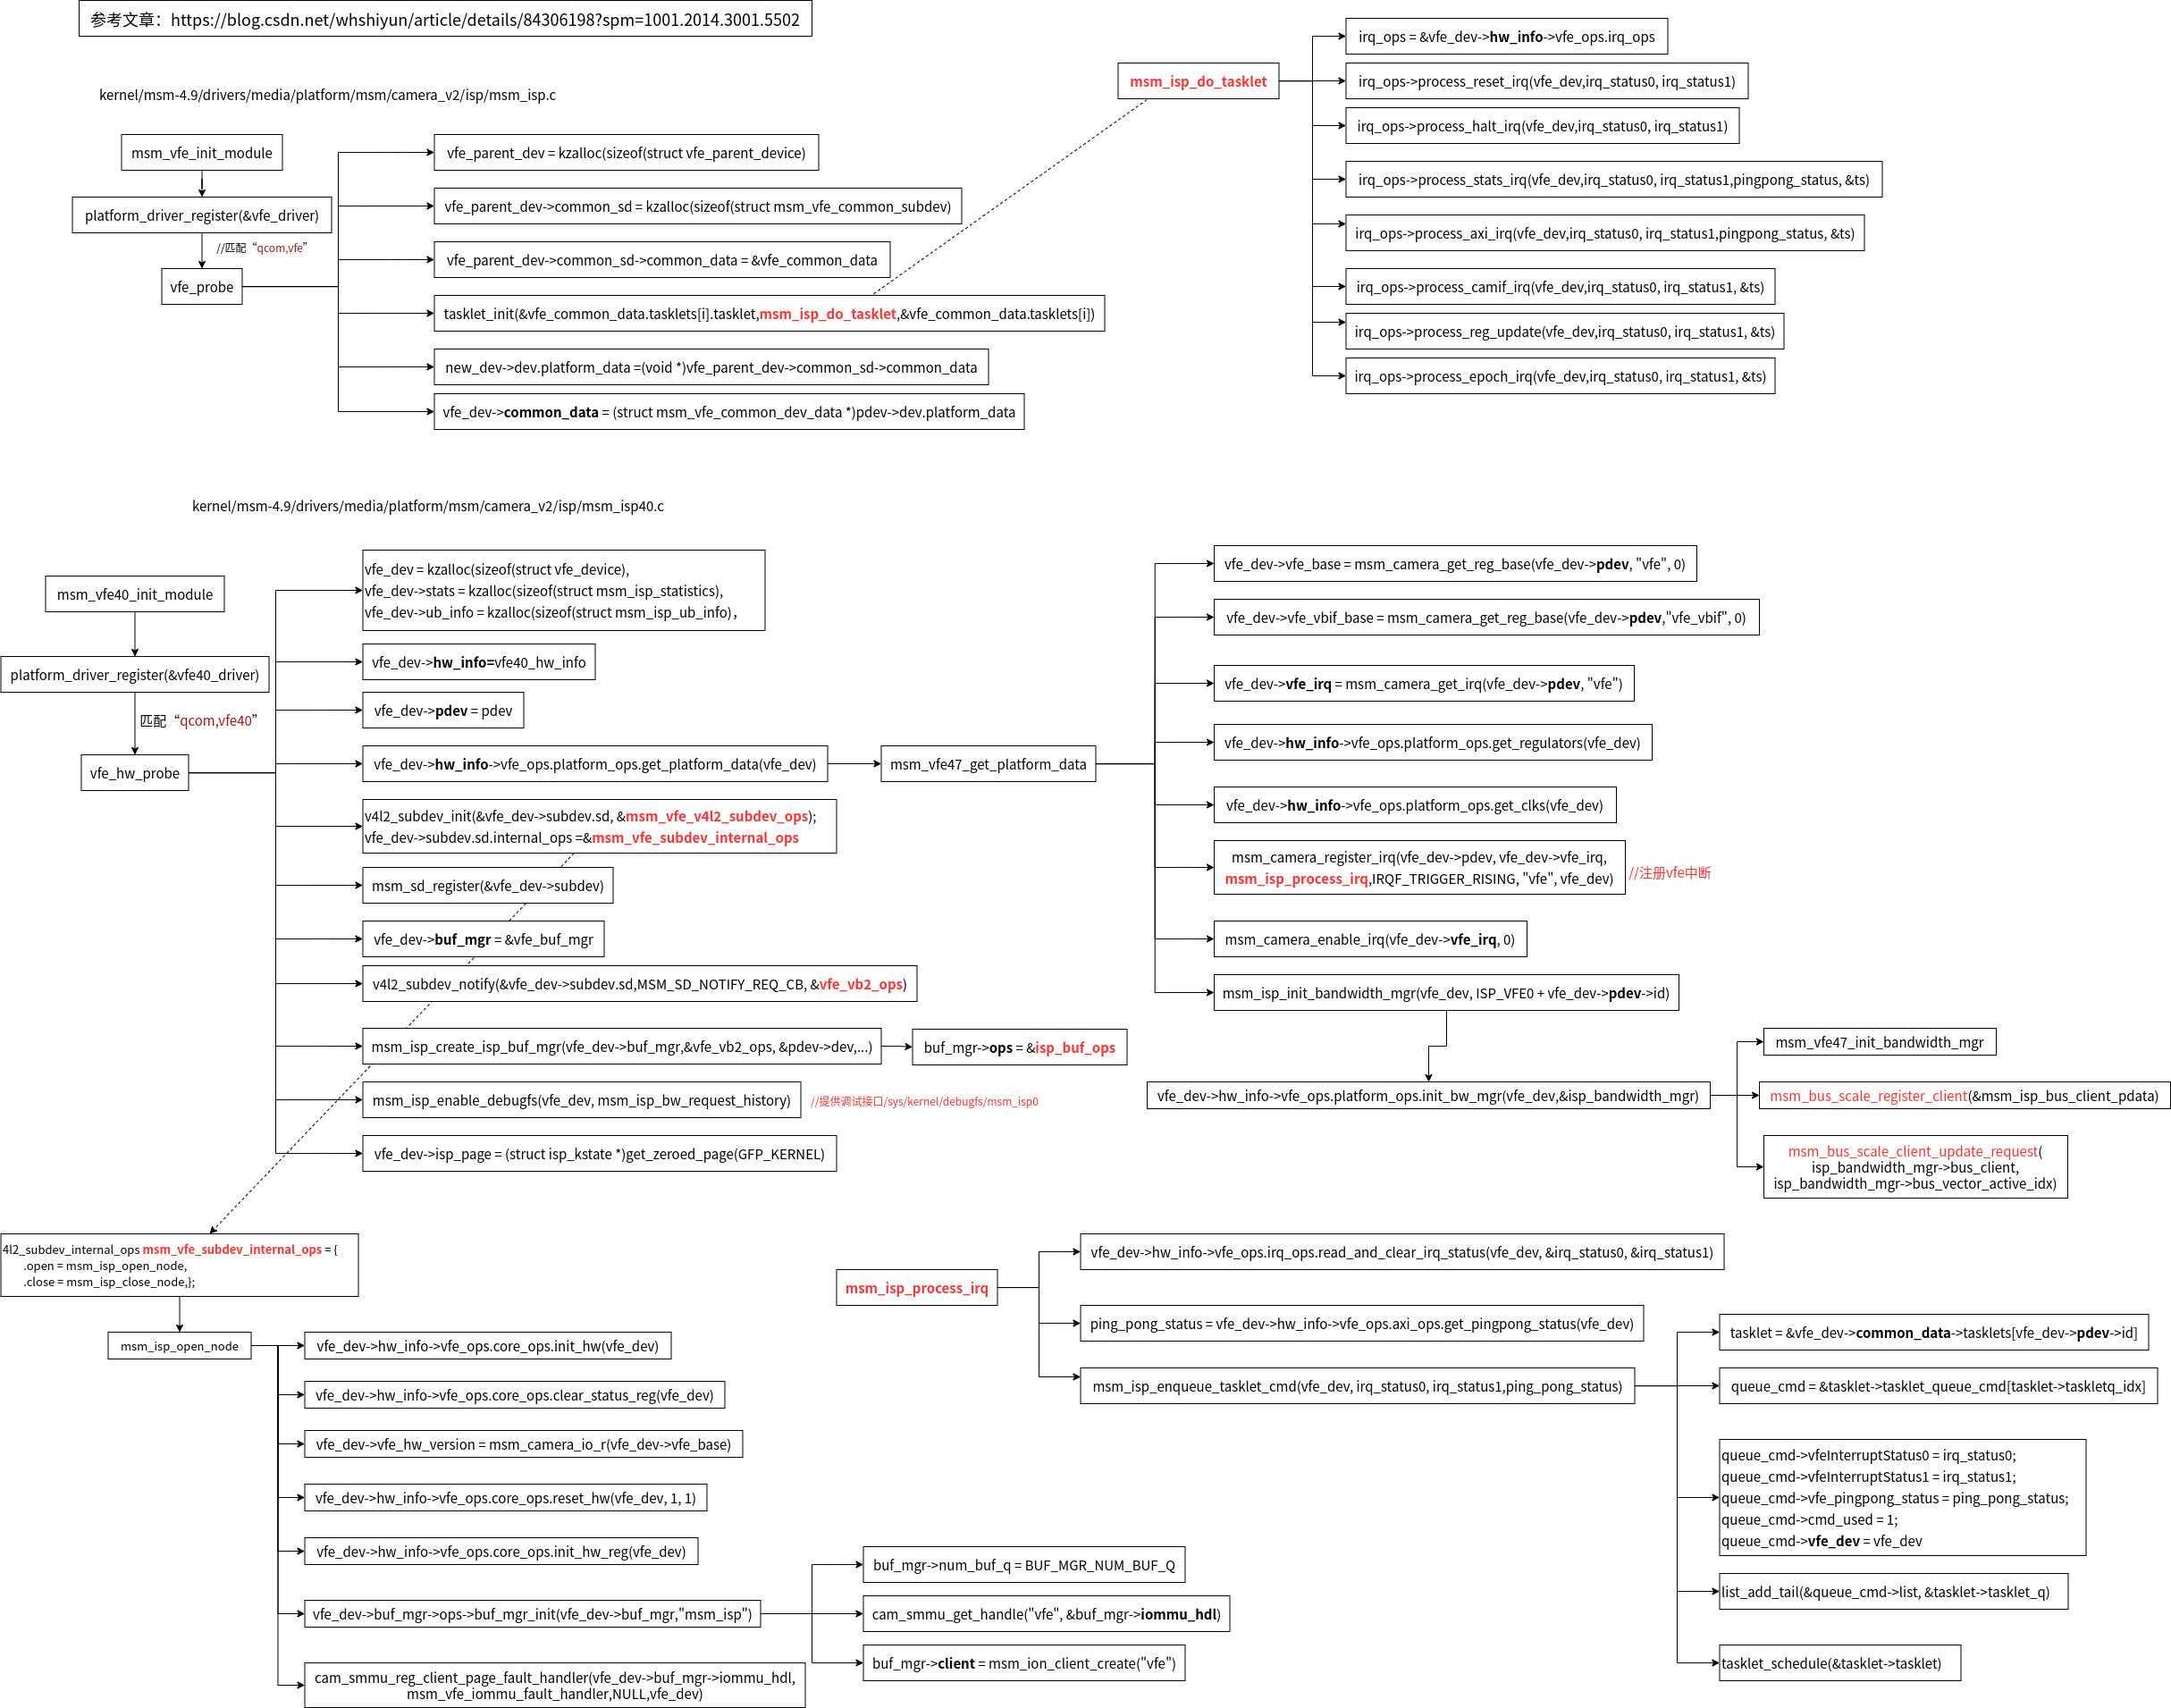 参考文章：https://blog.csdn.net/whshiyun/article/details/84306198?spm=1001.2014.3001.5502
kernel/msm-4.9/drivers/media/platform/msm/camera_v2/isp/msm_isp.c
msm_vfe_init_module
platform_driver_register(&vfe_driver)
//匹配“qcom,vfe”
vfe_probe
vfe_parent_dev = kzalloc(sizeof(struct vfe_parent_device)
vfe_parent_dev->common_sd = kzalloc(sizeof(struct msm_vfe_common_subdev)
vfe_parent_dev->common_sd->common_data = &vfe_common_data
tasklet_init(&vfe_common_data.tasklets[i].tasklet,msm_isp_do_tasklet,&vfe_common_data.tasklets[i])
new_dev->dev.platform_data =(void *)vfe_parent_dev->common_sd->common_data
vfe_dev->common_data = (struct msm_vfe_common_dev_data *)pdev->dev.platform_data
msm_isp_do_tasklet
irq_ops = &vfe_dev->hw_info->vfe_ops.irq_ops
irq_ops->process_reset_irq(vfe_dev,irq_status0, irq_status1)
irq_ops->process_halt_irq(vfe_dev,irq_status0, irq_status1)
irq_ops->process_stats_irq(vfe_dev,irq_status0, irq_status1,pingpong_status, &ts)
irq_ops->process_axi_irq(vfe_dev,irq_status0, irq_status1,pingpong_status, &ts)
irq_ops->process_camif_irq(vfe_dev,irq_status0, irq_status1, &ts)
irq_ops->process_reg_update(vfe_dev,irq_status0, irq_status1, &ts)
irq_ops->process_epoch_irq(vfe_dev,irq_status0, irq_status1, &ts)
kernel/msm-4.9/drivers/media/platform/msm/camera_v2/isp/msm_isp40.c
msm_vfe40_init_module
platform_driver_register(&vfe40_driver)
匹配“qcom,vfe40”
vfe_hw_probe
vfe_dev = kzalloc(sizeof(struct vfe_device),
vfe_dev->stats = kzalloc(sizeof(struct msm_isp_statistics),
vfe_dev->ub_info = kzalloc(sizeof(struct msm_isp_ub_info)，
vfe_dev->hw_info=vfe40_hw_info
vfe_dev->pdev = pdev
vfe_dev->hw_info->vfe_ops.platform_ops.get_platform_data(vfe_dev)
v4l2_subdev_init(&vfe_dev->subdev.sd, &msm_vfe_v4l2_subdev_ops);
vfe_dev->subdev.sd.internal_ops =&msm_vfe_subdev_internal_ops
msm_sd_register(&vfe_dev->subdev)
vfe_dev->buf_mgr = &vfe_buf_mgr
v4l2_subdev_notify(&vfe_dev->subdev.sd,MSM_SD_NOTIFY_REQ_CB, &vfe_vb2_ops)
msm_isp_create_isp_buf_mgr(vfe_dev->buf_mgr,&vfe_vb2_ops, &pdev->dev,...)
buf_mgr->ops = &isp_buf_ops
msm_isp_enable_debugfs(vfe_dev, msm_isp_bw_request_history)
//提供调试接口/sys/kernel/debugfs/msm_isp0
vfe_dev->isp_page = (struct isp_kstate *)get_zeroed_page(GFP_KERNEL)
msm_vfe47_get_platform_data
vfe_dev->vfe_base = msm_camera_get_reg_base(vfe_dev->pdev, "vfe", 0)
vfe_dev->vfe_vbif_base = msm_camera_get_reg_base(vfe_dev->pdev,"vfe_vbif", 0)
vfe_dev->vfe_irq = msm_camera_get_irq(vfe_dev->pdev, "vfe")
vfe_dev->hw_info->vfe_ops.platform_ops.get_regulators(vfe_dev)
vfe_dev->hw_info->vfe_ops.platform_ops.get_clks(vfe_dev)
msm_camera_register_irq(vfe_dev->pdev, vfe_dev->vfe_irq,
msm_isp_process_irq,IRQF_TRIGGER_RISING, "vfe", vfe_dev)
//注册vfe中断
msm_camera_enable_irq(vfe_dev->vfe_irq, 0)
msm_isp_init_bandwidth_mgr(vfe_dev, ISP_VFE0 + vfe_dev->pdev->id)
vfe_dev->hw_info->vfe_ops.platform_ops.init_bw_mgr(vfe_dev,&isp_bandwidth_mgr)
msm_vfe47_init_bandwidth_mgr
msm_bus_scale_register_client(&msm_isp_bus_client_pdata)
msm_bus_scale_client_update_request(
isp_bandwidth_mgr->bus_client,
isp_bandwidth_mgr->bus_vector_active_idx)
4l2_subdev_internal_ops msm_vfe_subdev_internal_ops = {
.open = msm_isp_open_node,
.close = msm_isp_close_node,};
msm_isp_open_node
vfe_dev->hw_info->vfe_ops.core_ops.init_hw(vfe_dev)
vfe_dev->hw_info->vfe_ops.core_ops.clear_status_reg(vfe_dev)
vfe_dev->vfe_hw_version = msm_camera_io_r(vfe_dev->vfe_base)
vfe_dev->hw_info->vfe_ops.core_ops.reset_hw(vfe_dev, 1, 1)
vfe_dev->hw_info->vfe_ops.core_ops.init_hw_reg(vfe_dev)
vfe_dev->buf_mgr->ops->buf_mgr_init(vfe_dev->buf_mgr,"msm_isp")
cam_smmu_reg_client_page_fault_handler(vfe_dev->buf_mgr->iommu_hdl,
msm_vfe_iommu_fault_handler,NULL,vfe_dev)
buf_mgr->num_buf_q = BUF_MGR_NUM_BUF_Q
cam_smmu_get_handle("vfe", &buf_mgr->iommu_hdl)
buf_mgr->client = msm_ion_client_create("vfe")
msm_isp_process_irq
vfe_dev->hw_info->vfe_ops.irq_ops.read_and_clear_irq_status(vfe_dev, &irq_status0, &irq_status1)
ping_pong_status = vfe_dev->hw_info->vfe_ops.axi_ops.get_pingpong_status(vfe_dev)
msm_isp_enqueue_tasklet_cmd(vfe_dev, irq_status0, irq_status1,ping_pong_status)
tasklet = &vfe_dev->common_data->tasklets[vfe_dev->pdev->id]
queue_cmd = &tasklet->tasklet_queue_cmd[tasklet->taskletq_idx]
queue_cmd->vfeInterruptStatus0 = irq_status0;
queue_cmd->vfeInterruptStatus1 = irq_status1;
queue_cmd->vfe_pingpong_status = ping_pong_status;
queue_cmd->cmd_used = 1;
queue_cmd->vfe_dev = vfe_dev
list_add_tail(&queue_cmd->list, &tasklet->tasklet_q)
tasklet_schedule(&tasklet->tasklet)